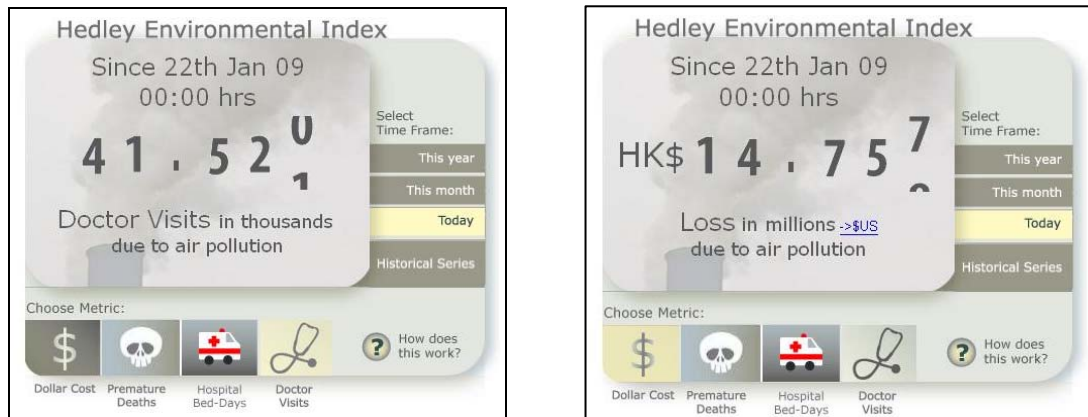 Hedley Environmental Index
Since 22th Jan 09
00:00 hrs
41.520
1
Doctor Visits in thousands
due to air pollution
Select
Time Frame:
This year
This month
Today
Historical Series
Choose Metric:
$
?
How does
this work?
Dollar Cost
Premature
Deaths
Hospital
Bed-Days
Doctor
Visits
Hedley Environmental Index
Since 22th Jan 09
00:00 hrs
HK$14.757
Loss in millions ->$US
due to air pollution
Select
Time Frame:
This year
This month
Today
Historical Series
Choose Metric:
$
?
How does
this work?
Dollar Cost
Premature
Deaths
Hospital
Bed-Days
Doctor
Visits